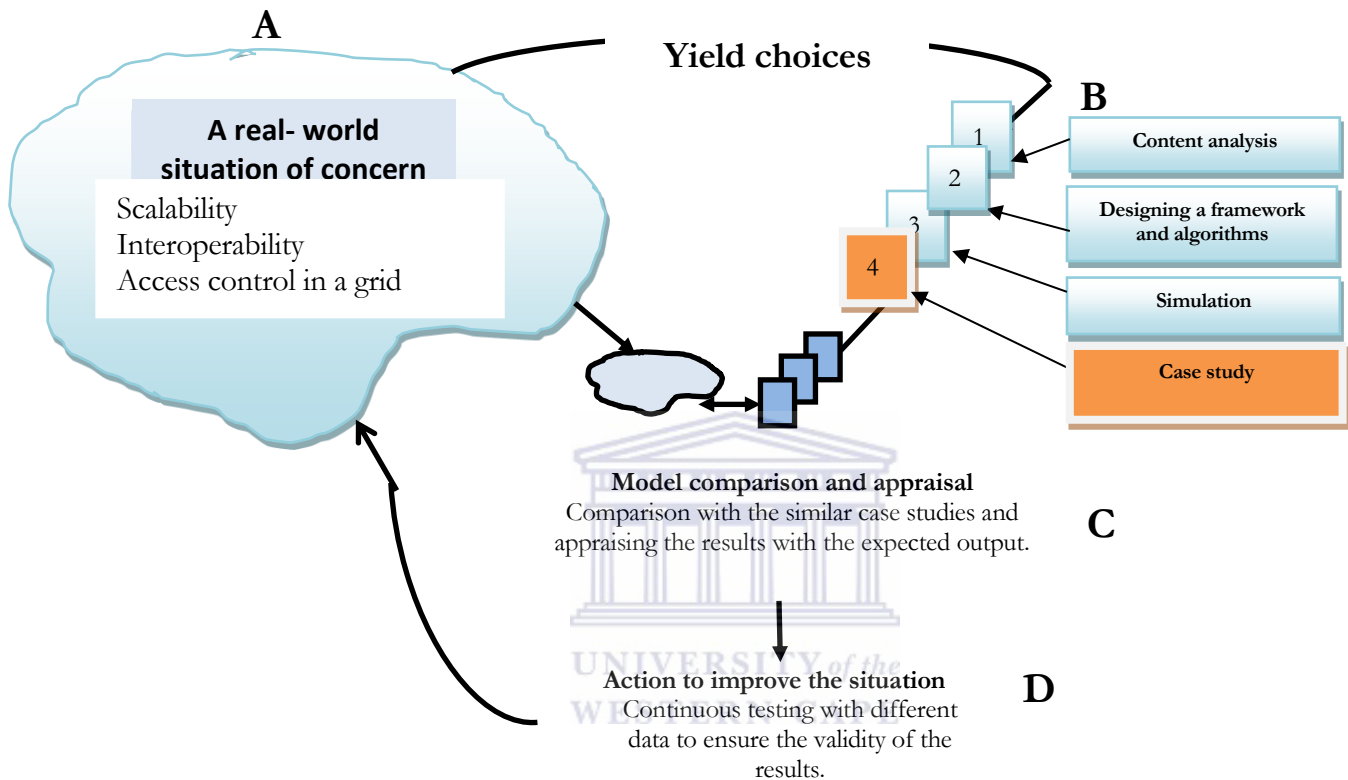 A
Yield choices
A real- world
situation of concern
Scalability
Interoperability
Access control in a grid
B
1
2
3
4
Content analysis
Designing a framework
and algorithms
Simulation
Case study
Model comparison and appraisal
Comparison with the similar case studies and
appraising the results with the expected output.
C
UNIVERSITY of the
Action to improve the situation
D
WESTERN CAPE
Continuous testing with different
data to ensure the validity of the
results.